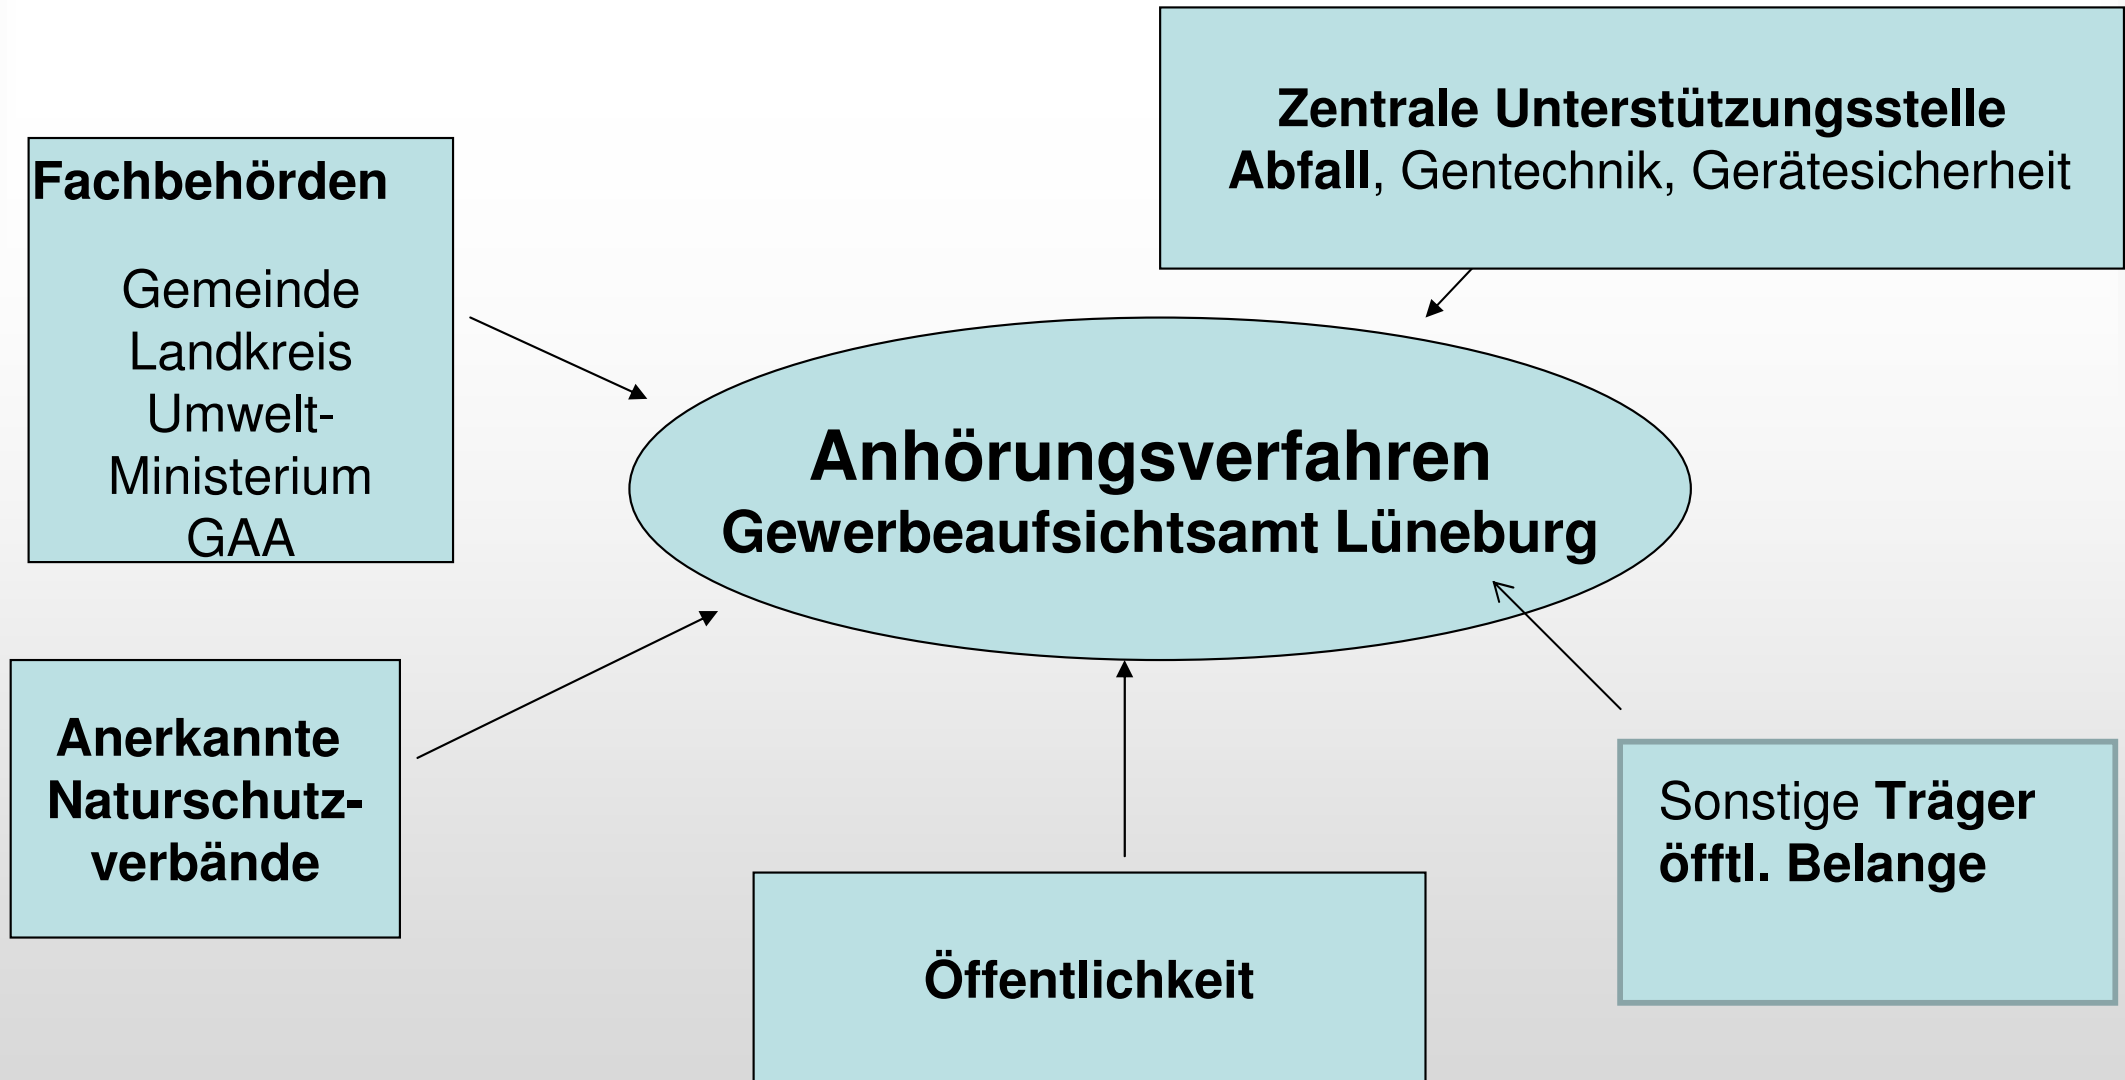 Zentrale Unterstützungsstelle
Abfall, Gentechnik, Gerätesicherheit
Fachbehörden
Gemeinde
Landkreis
Umwelt-
Ministerium
GAA
Anhörungsverfahren
Gewerbeaufsichtsamt Lüneburg
Anerkannte
Naturschutz-
verbände
Sonstige Träger
öfftl. Belange
Öffentlichkeit